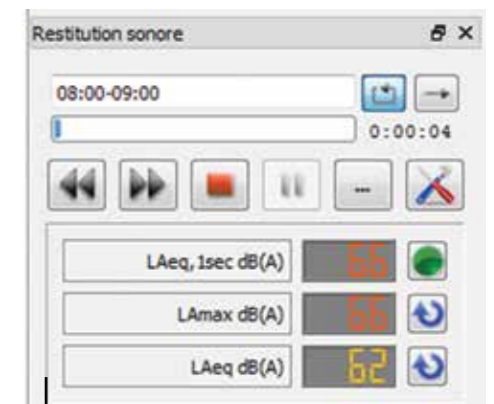 Restitution sonore
08:00-09:00
0:00:04
...
LAeq, 1sec dB(A) 66
LAmax dB(A) 66
LAeq dB(A) 62